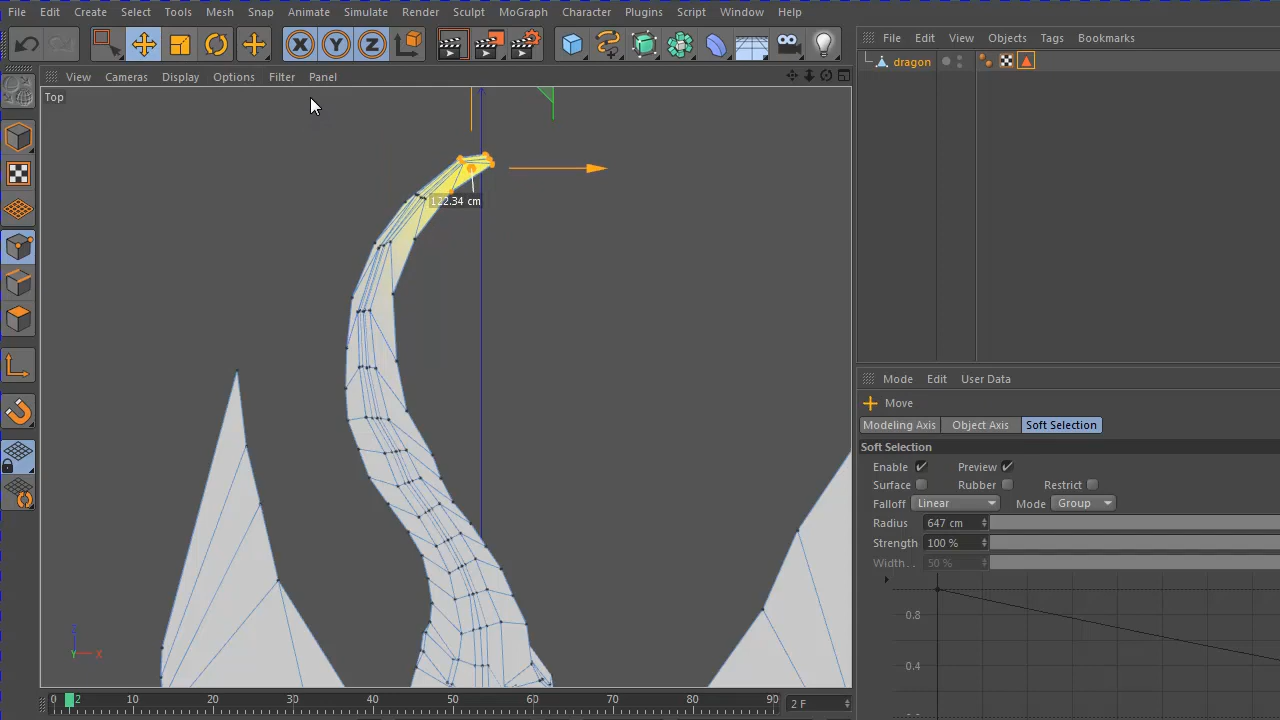 File Edit Create Select Tools Mesh Snap Animate Simulate Render Sculpt MoGraph Character Plugins Script Window Help
X Y Z
File Edit View Objects Tags Bookmarks
dragon
View Cameras Display Options Filter Panel
Top
122.34 cm
Mode Edit User Data
Move
Modeling Axis Object Axis Soft Selection
Soft Selection
Enable Preview
Surface Rubber Restrict
Falloff Linear Mode Group
Radius 647 cm
Strength 100 %
Width.. 50 %
0.8
0.4
Z
Y X
0 2 10 20 30 40 50 60 70 80 90 2 F